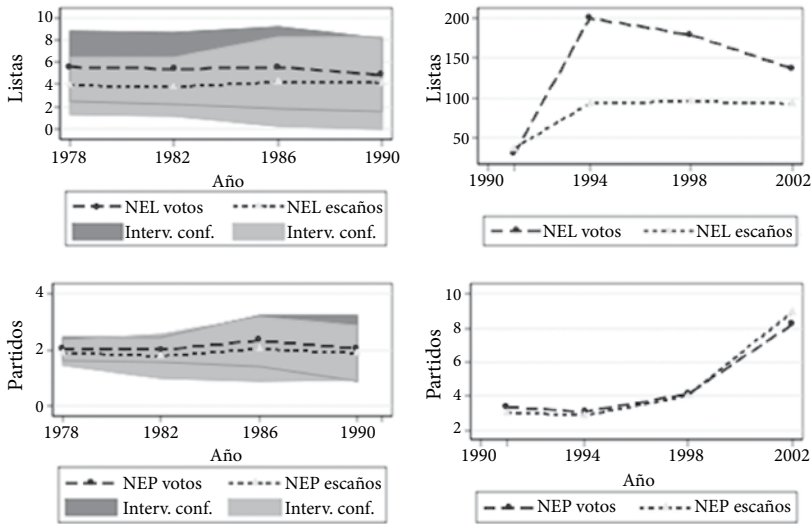 10
8
6
4
2
0
Listas
1978 1982 1986 1990
Año
NEL votos NEL escaños
Interv. conf. Interv. conf.
200
150
100
50
Listas
1990 1994 1998 2002
NEL votos NEL escaños
4
2
0
Partidos
1978 1982 1986 1990
Año
NEP votos NEP escaños
Interv. conf. Interv. conf.
10
8
6
4
2
Partidos
1990 1994 1998 2002
Año
NEP votos NEP escaños